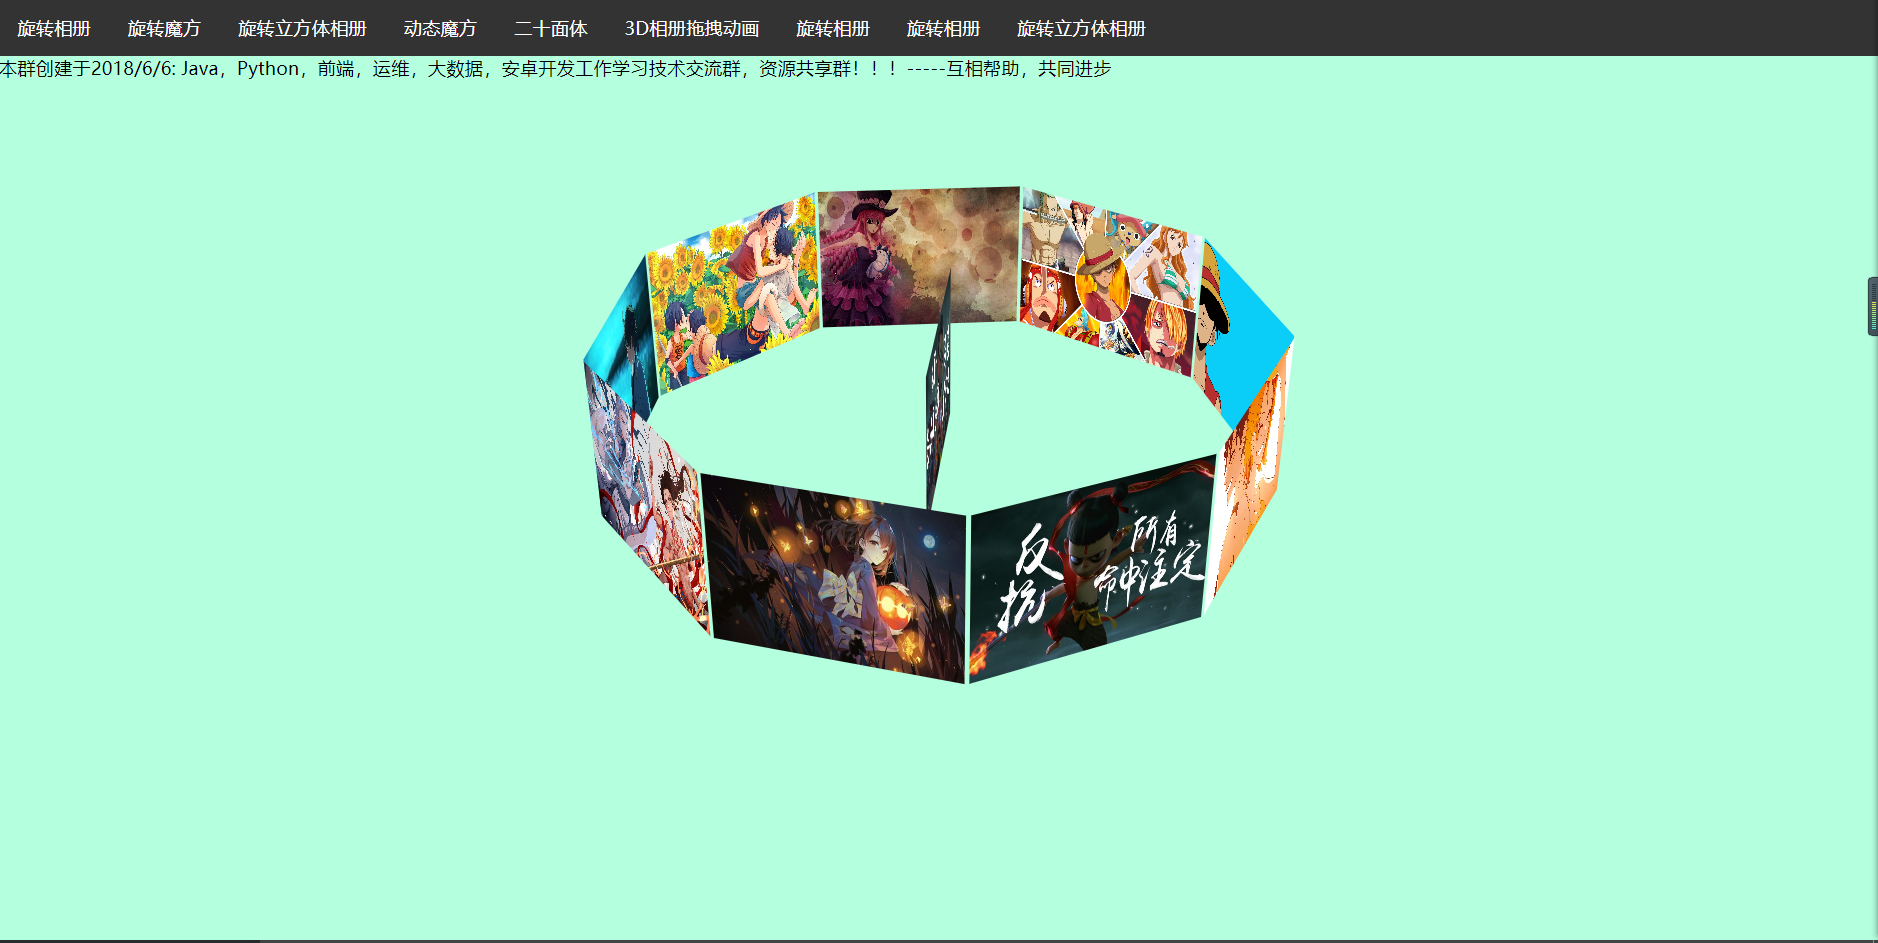 旋转相册 旋转魔方 旋转立方体相册 动态魔方 二十面体 3D相册拖拽动画 旋转相册 旋转相册 旋转立方体相册
本群创建于2018/6/6: Java，Python，前端，运维，大数据，安卓开发工作学习技术交流群，资源共享群！！！-----互相帮助，共同进步
反抗
所有
命中注定